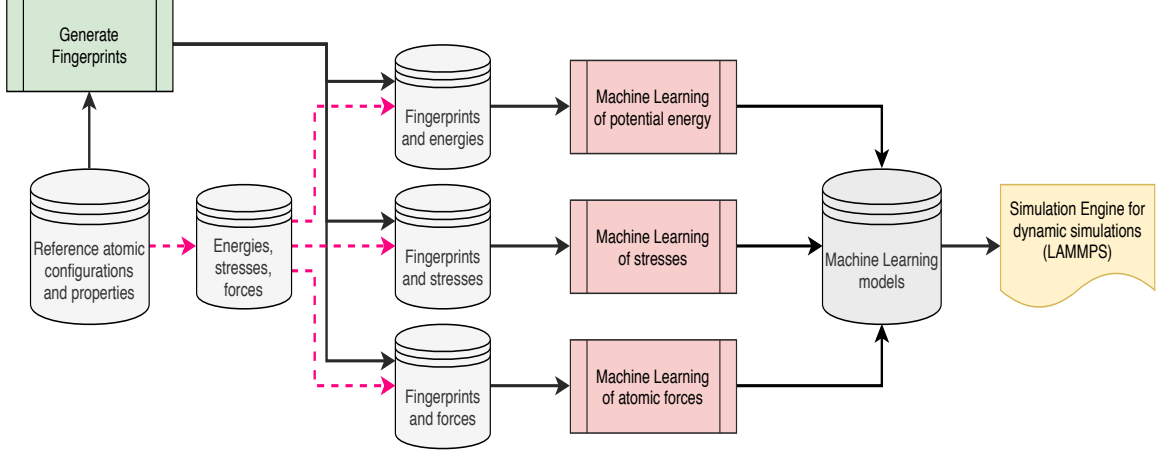 Generate
Fingerprints
Reference atomic
configurations
and properties
Energies,
stresses,
forces
Fingerprints
and energies
Fingerprints
and stresses
Fingerprints
and forces
Machine Learning
of potential energy
Machine Learning
of stresses
Machine Learning
of atomic forces
Machine Learning
models
Simulation Engine for
dynamic simulations
(LAMMPS)